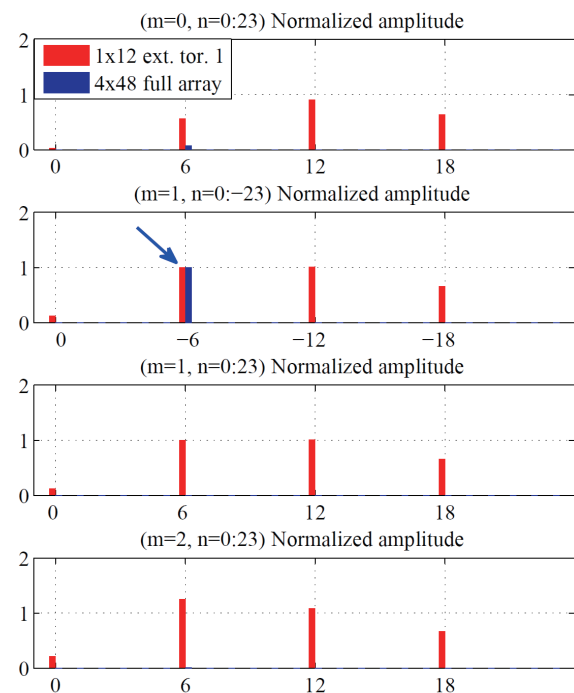 (m=0, n=0:23) Normalized amplitude
2
1x12 ext. tor. 1
4x48 full array
1
0
0 6 12 18
(m=1, n=0:−23) Normalized amplitude
2
1
0
0 −6 −12 −18
(m=1, n=0:23) Normalized amplitude
2
1
0
0 6 12 18
(m=2, n=0:23) Normalized amplitude
2
1
0
0 6 12 18